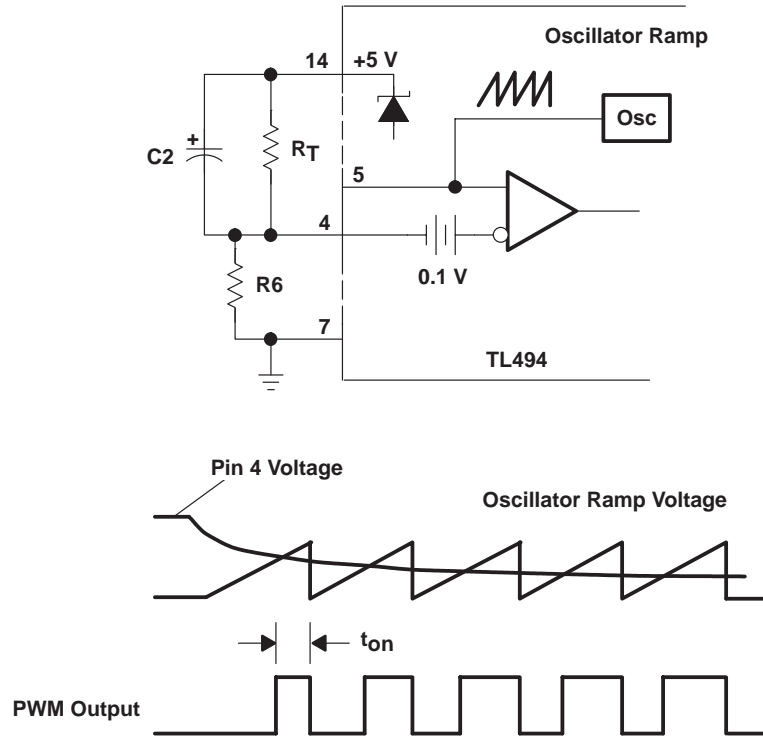 Oscillator Ramp
14
+5 V
Osc
+
C2
RT
5
4
0.1 V
R6
7
TL494
Pin 4 Voltage
Oscillator Ramp Voltage
ton
PWM Output